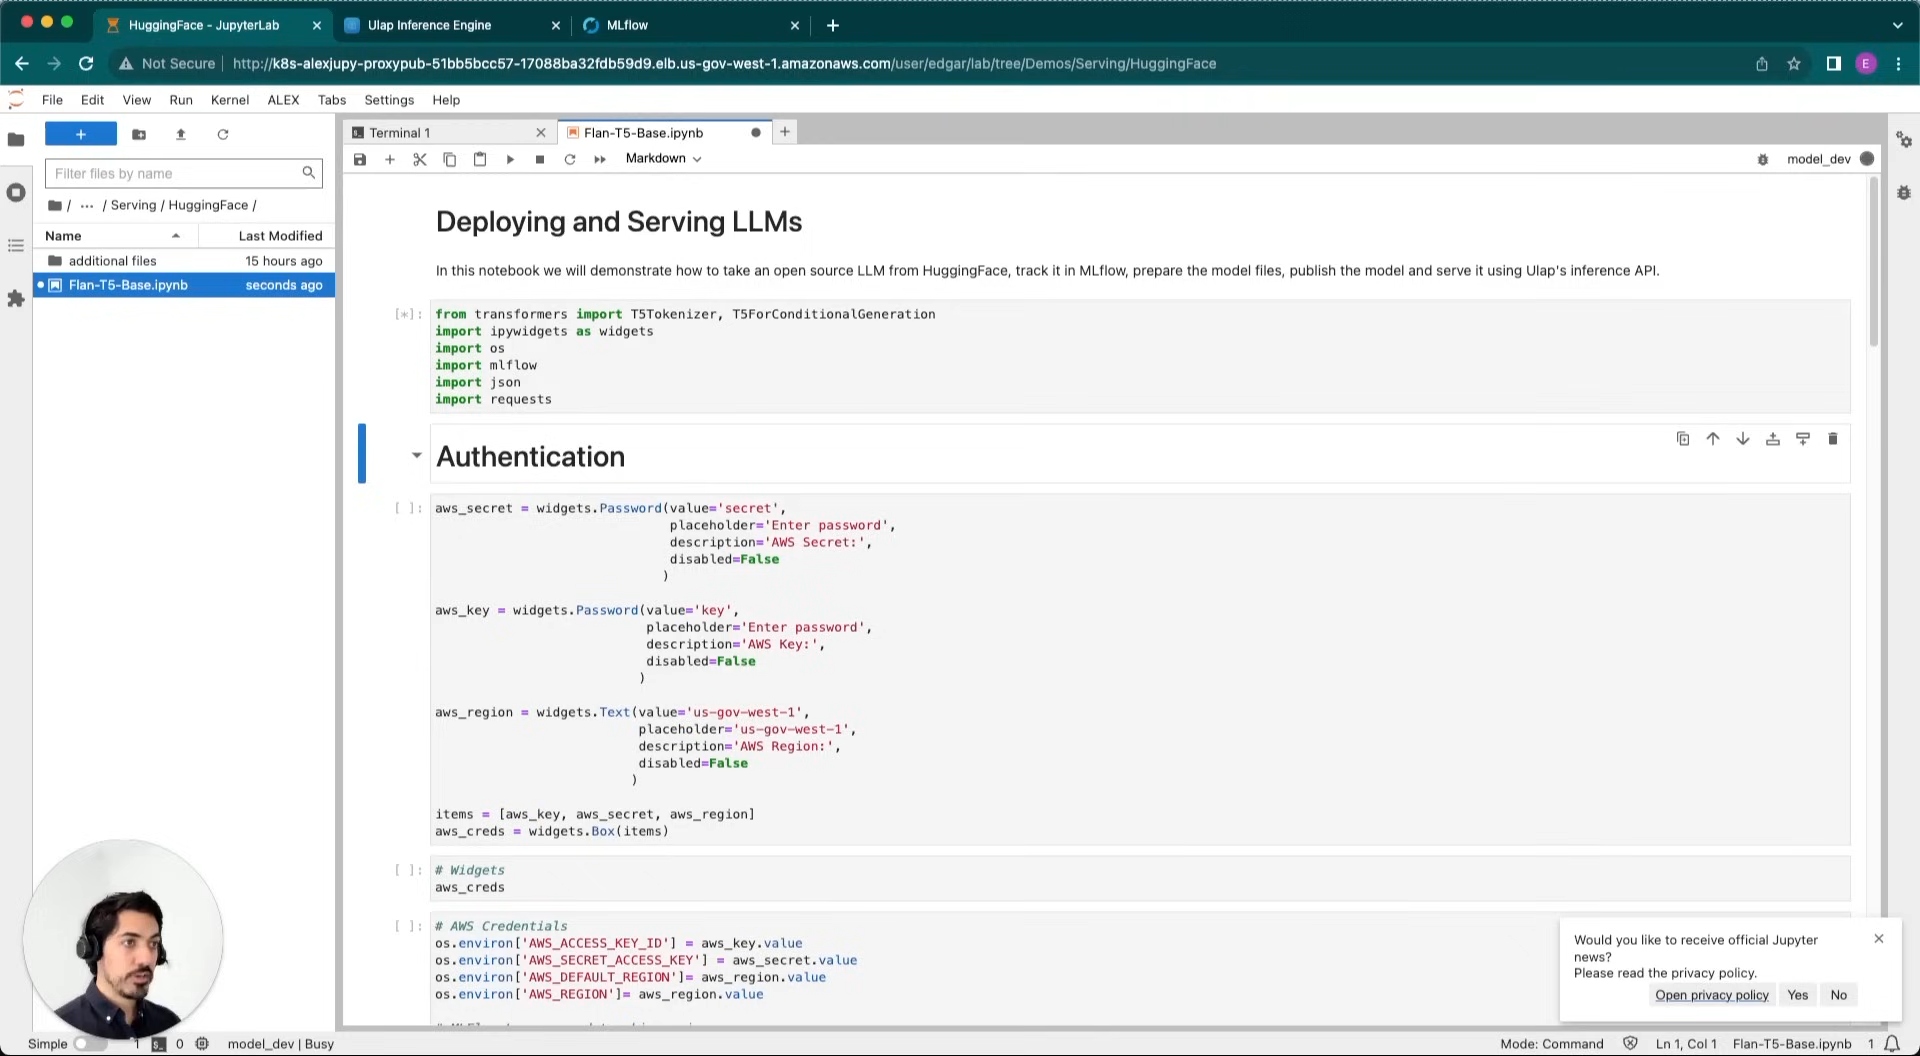 HuggingFace - JupyterLab
Ulap Inference Engine
MLflow
Not Secure
http://k8s-alexjupy-proxypub-51bb5bcc57-17088ba32fdb59d9.elb.us-gov-west-1.amazonaws.com/user/edgar/lab/tree/Demos/Serving/HuggingFace
E
File Edit View Run Kernel ALEX Tabs Settings Help
Filter files by name
/ ... / Serving / HuggingFace /
Name Last Modified
additional files 15 hours ago
Flan-T5-Base.ipynb seconds ago
Terminal 1
Flan-T5-Base.ipynb
Markdown
model_dev
Deploying and Serving LLMs
In this notebook we will demonstrate how to take an open source LLM from HuggingFace, track it in MLflow, prepare the model files, publish the model and serve it using Ulap's inference API.
[*]: from transformers import T5Tokenizer, T5ForConditionalGeneration
import ipywidgets as widgets
import os
import mlflow
import json
import requests
Authentication
[ ]: aws_secret = widgets.Password(value='secret',
placeholder='Enter password',
description='AWS Secret:',
disabled=False
)
aws_key = widgets.Password(value='key',
placeholder='Enter password',
description='AWS Key:',
disabled=False
)
aws_region = widgets.Text(value='us-gov-west-1',
placeholder='us-gov-west-1',
description='AWS Region:',
disabled=False
)
items = [aws_key, aws_secret, aws_region]
aws_creds = widgets.Box(items)
[ ]: # Widgets
aws_creds
[ ]: # AWS Credentials
os.environ['AWS_ACCESS_KEY_ID'] = aws_key.value
os.environ['AWS_SECRET_ACCESS_KEY'] = aws_secret.value
os.environ['AWS_DEFAULT_REGION']= aws_region.value
os.environ['AWS_REGION']= aws_region.value
Would you like to receive official Jupyter
news?
Please read the privacy policy.
Open privacy policy Yes No
Simple 1 0 model_dev | Busy
Mode: Command Ln 1, Col 1 Flan-T5-Base.ipynb 1